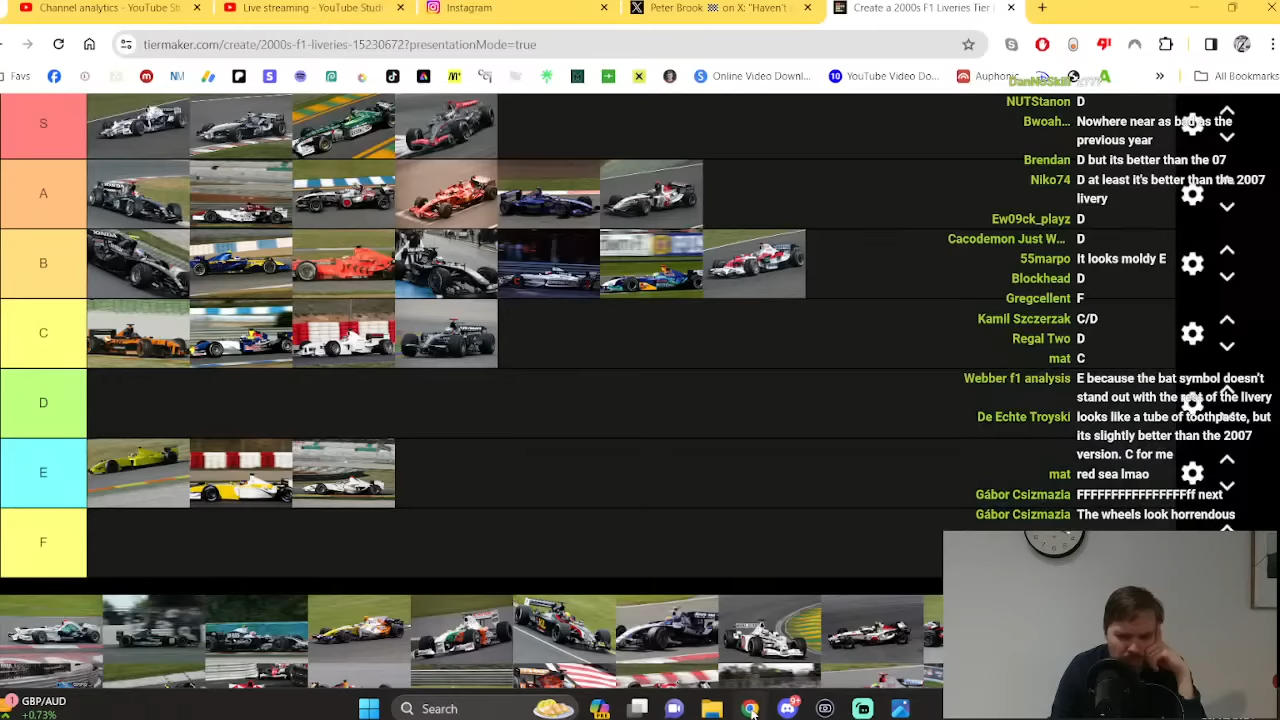 Channel analytics - YouTube St
Live streaming - YouTube Studi
Instagram
Peter Brook on X: "Haven't
Create a 2000s F1 Liveries Tier
tiermaker.com/create/2000s-f1-liveries-15230672?presentationMode=true
Favs
Online Video Downl...
YouTube Video Do...
Auphonic
All Bookmarks
S
A
B
C
D
E
F
NUTStanon D
Bwoah... Nowhere near as bad as the
previous year
Brendan D but its better than the 07
Niko74 D at least it's better than the 2007
livery
Ew09ck_playz D
Cacodemon Just W... D
55marpo It looks moldy E
Blockhead D
Gregcellent F
Kamil Szczerzak C/D
Regal Two D
mat C
Webber f1 analysis E because the bat symbol doesn't
stand out with the rest of the livery
De Echte Troyski looks like a tube of toothpaste, but
its slightly better than the 2007
version. C for me
mat red sea lmao
Gábor Csizmazia FFFFFFFFFFFFFFFFff next
Gábor Csizmazia The wheels look horrendous
GBP/AUD
+0.73%
Search